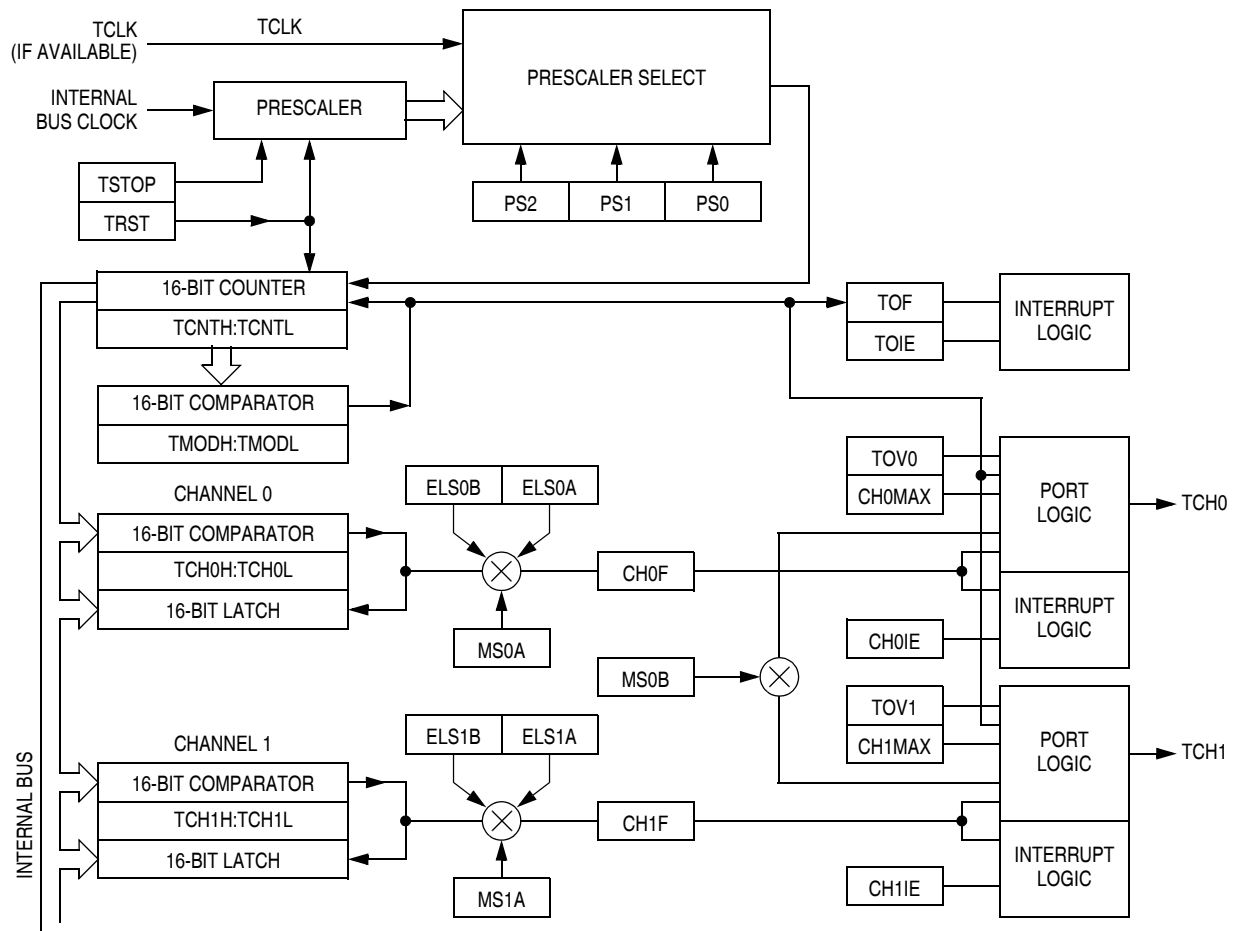 TCLK
(IF AVAILABLE)
TCLK
PRESCALER SELECT
INTERNAL
BUS CLOCK
PRESCALER
TSTOP
TRST
PS2
PS1
PS0
16-BIT COUNTER
TCNTH:TCNTL
TOF
TOIE
INTERRUPT
LOGIC
16-BIT COMPARATOR
TMODH:TMODL
CHANNEL 0
ELS0B
ELS0A
TOV0
CH0MAX
PORT
LOGIC
TCH0
16-BIT COMPARATOR
TCH0H:TCH0L
16-BIT LATCH
CH0F
MS0A
INTERRUPT
LOGIC
CH0IE
MS0B
CHANNEL 1
ELS1B
ELS1A
TOV1
CH1MAX
PORT
LOGIC
TCH1
16-BIT COMPARATOR
TCH1H:TCH1L
16-BIT LATCH
CH1F
MS1A
INTERRUPT
LOGIC
CH1IE
INTERNAL BUS